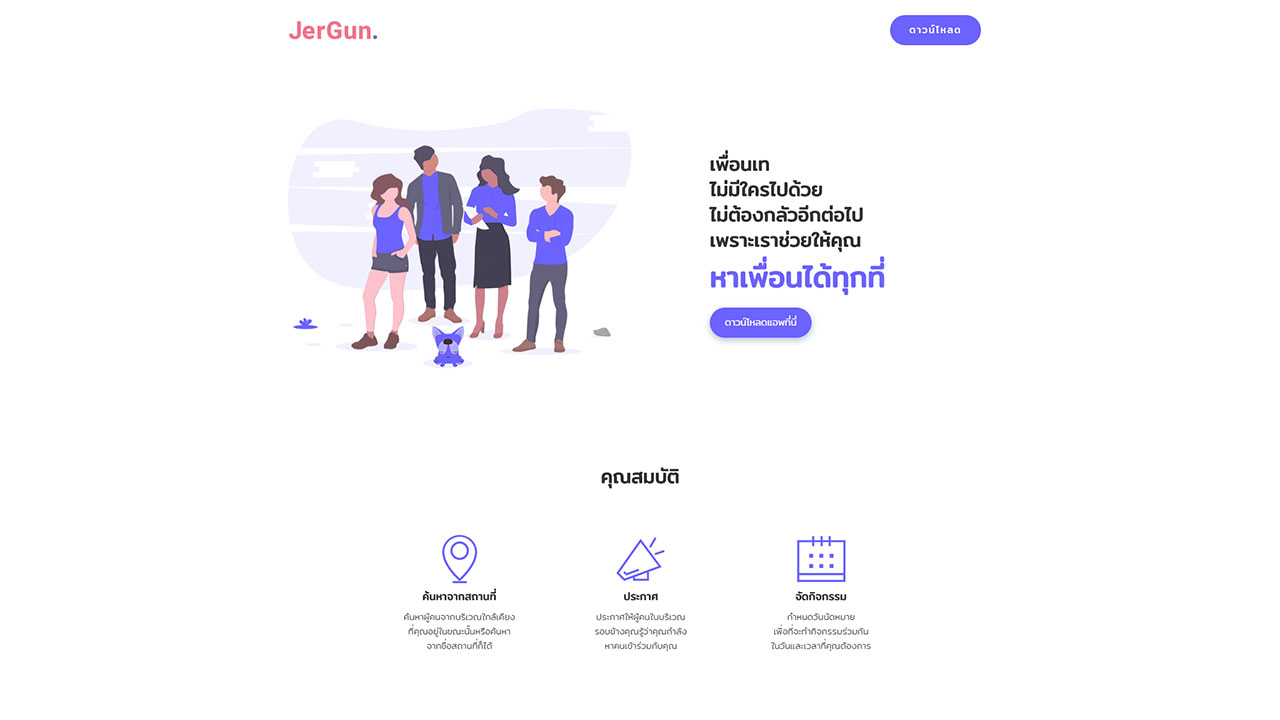 JerGun.
ดาวน์โหลด
เพื่อนเท
ไม่มีใครไปด้วย
ไม่ต้องกลัวอีกต่อไป
เพราะเราช่วยให้คุณ
หาเพื่อนได้ทุกที่
ดาวน์โหลดแอพที่นี่
คุณสมบัติ
ค้นหาจากสถานที่
ค้นหาผู้คนจากบริเวณใกล้เคียง
ที่คุณอยู่ในขณะนั้นหรือค้นหา
จากชื่อสถานที่ก็ได้
ประกาศ
ประกาศให้ผู้คนในบริเวณ
รอบข้างคุณรู้ว่าคุณกำลัง
หาคนเข้าร่วมกับคุณ
จัดกิจกรรม
กำหนดวันนัดหมาย
เพื่อที่จะทำกิจกรรมร่วมกัน
ในวันและเวลาที่คุณต้องการ